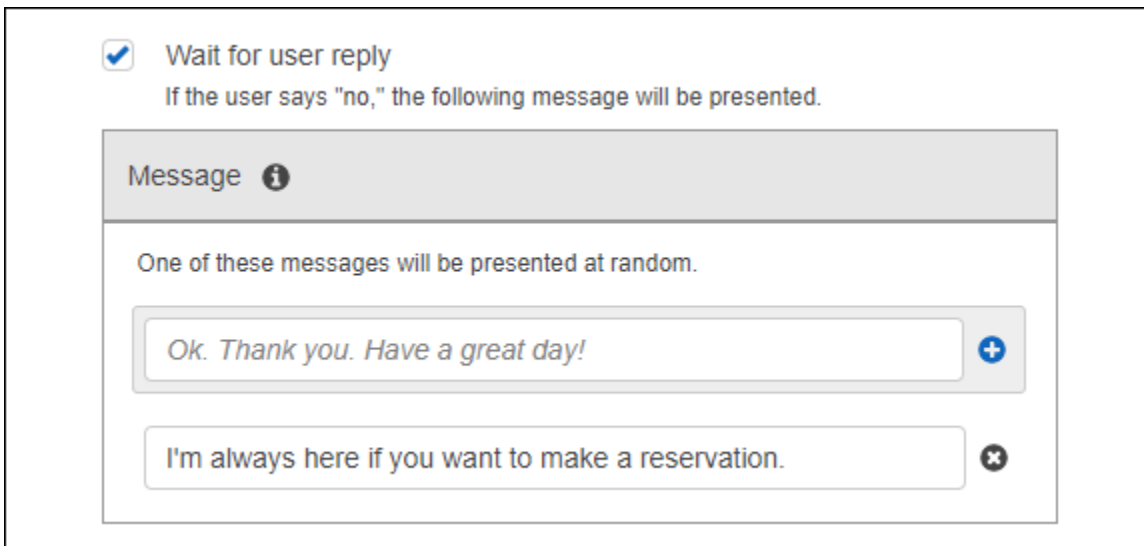 Wait for user reply
If the user says "no," the following message will be presented.
Message
One of these messages will be presented at random.
Ok. Thank you. Have a great day!
I'm always here if you want to make a reservation.